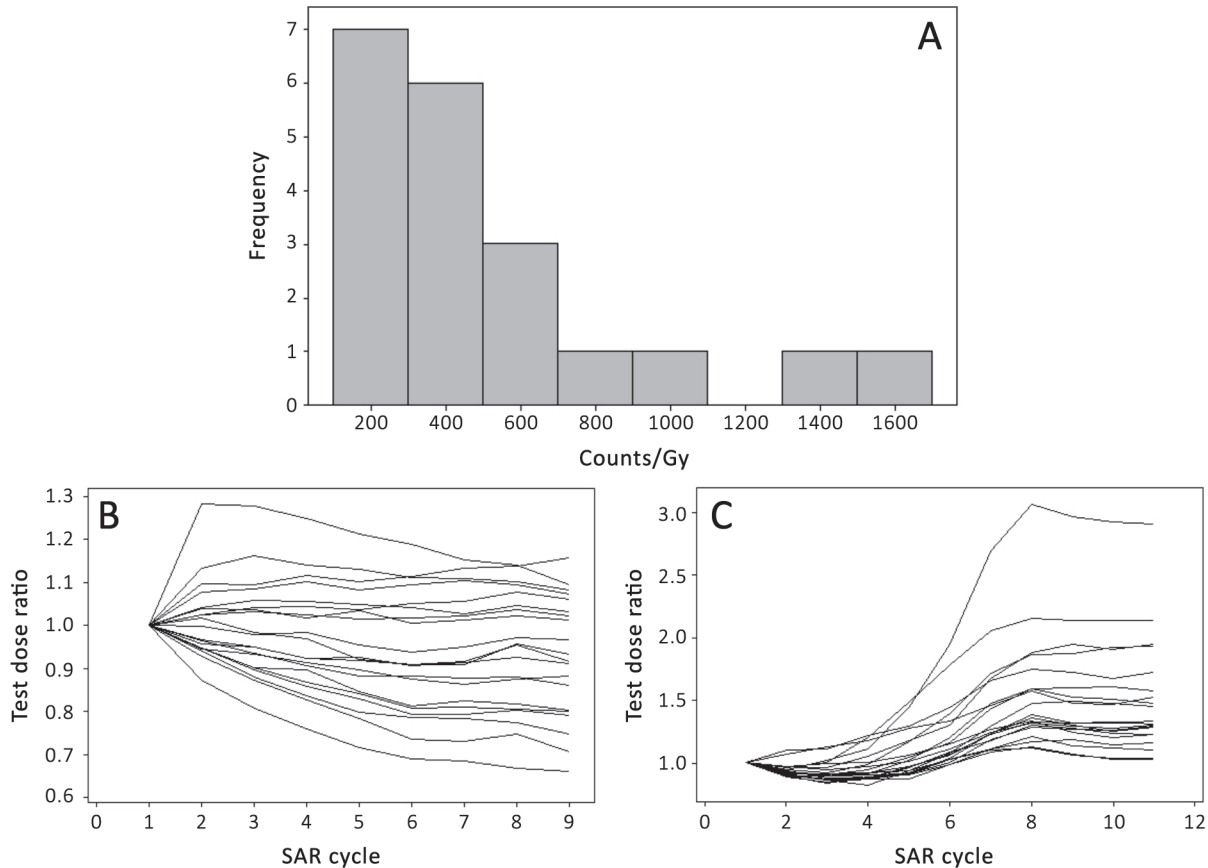 A
7
6
5
4
3
2
1
0
Frequency
200 400 600 800 1000 1200 1400 1600
Counts/Gy
B
1.3
1.2
1.1
1.0
0.9
0.8
0.7
0.6
Test dose ratio
0 1 2 3 4 5 6 7 8 9
SAR cycle
C
3.0
2.5
2.0
1.5
1.0
Test dose ratio
0 2 4 6 8 10 12
SAR cycle